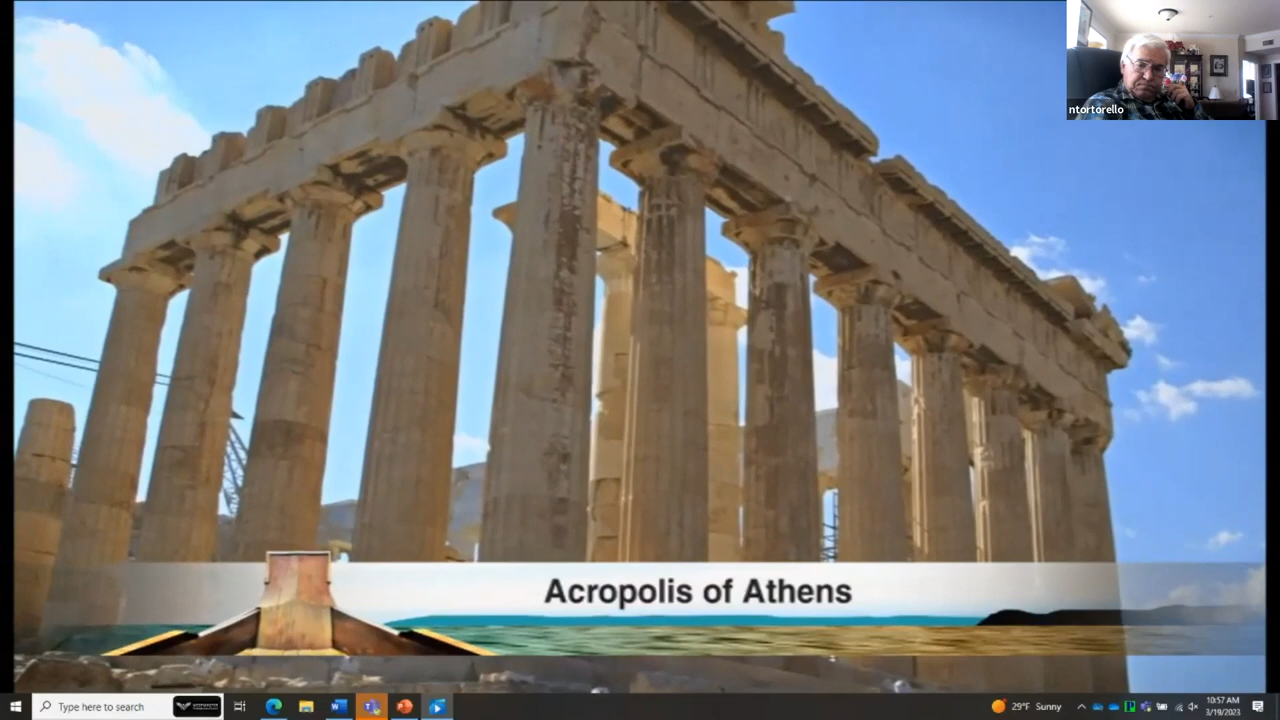 ntortorello
Acropolis of Athens
Type here to search
29°F Sunny
10:57 AM
3/19/2023